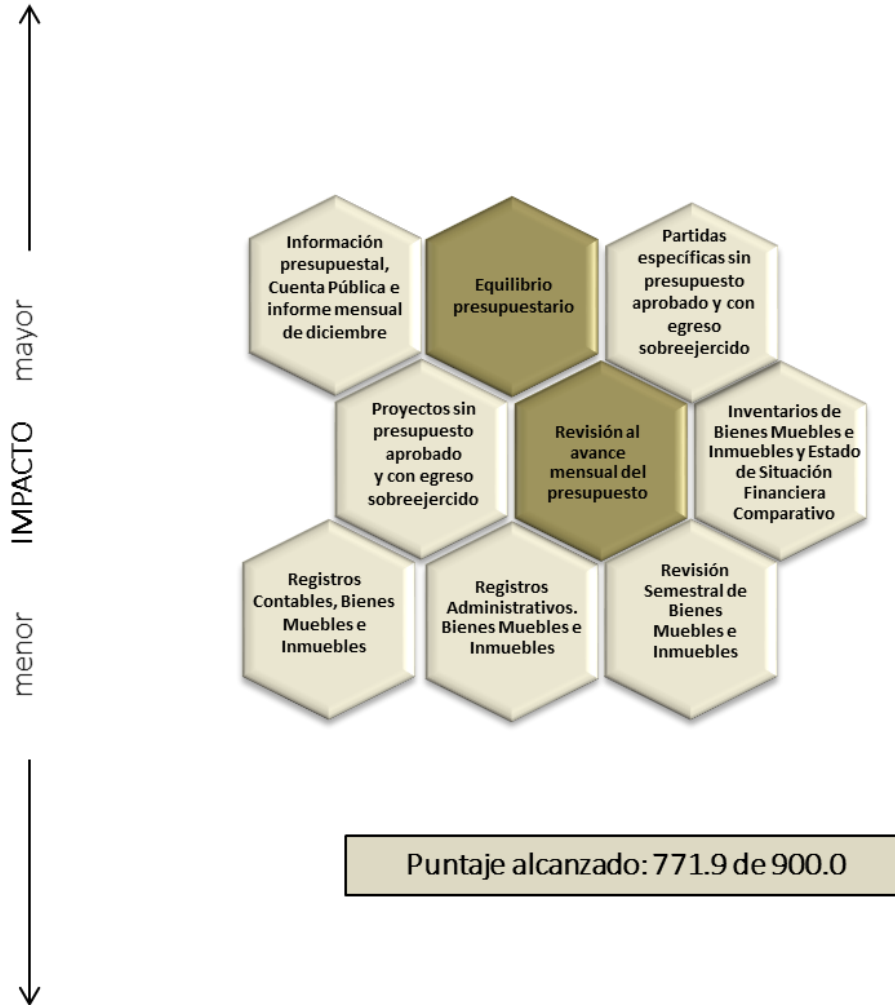 Información
presupuestal,
Cuenta Pública e
informe mensual
de diciembre
Equilibrio
presupuestario
Partidas
específicas sin
presupuesto
aprobado y con
egreso
sobreejercido
mayor
IMPACTO
menor
Proyectos sin
presupuesto
aprobado
y con egreso
sobreejercido
Revisión al
avance
mensual del
presupuesto
Inventarios de
Bienes Muebles e
Inmuebles y Estado
de Situación
Financiera
Comparativo
Registros
Contables, Bienes
Muebles e
Inmuebles
Registros
Administrativos.
Bienes Muebles e
Inmuebles
Revisión
Semestral de
Bienes
Muebles e
Inmuebles
Puntaje alcanzado: 771.9 de 900.0